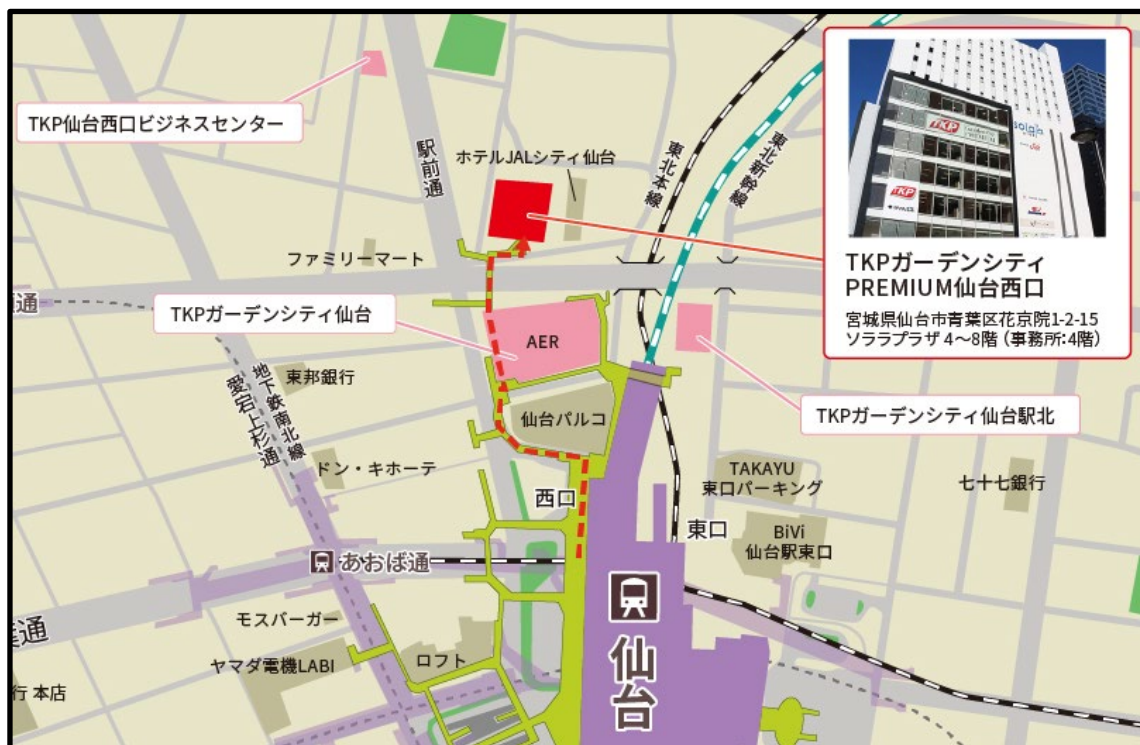 TKP仙台西口ビジネスセンター
駅前通
ホテルJALシティ仙台
東北本線
東北新幹線
TKP
PREMIUM
solala
TKP
TKPガーデンシティ
PREMIUM仙台西口
宮城県仙台市青葉区花京院1-2-15
ソララプラザ 4〜8階 (事務所:4階)
ファミリーマート
通
TKPガーデンシティ仙台
AER
東邦銀行
地下鉄南北線
愛宕上杉通
仙台パルコ
TKPガーデンシティ仙台駅北
ドン・キホーテ
西口
東口
TAKAYU
東口パーキング
七十七銀行
BiVi
仙台駅東口
あおば通
モスバーガー
葉通
ヤマダ電機LABI
ロフト
仙台
行 本店